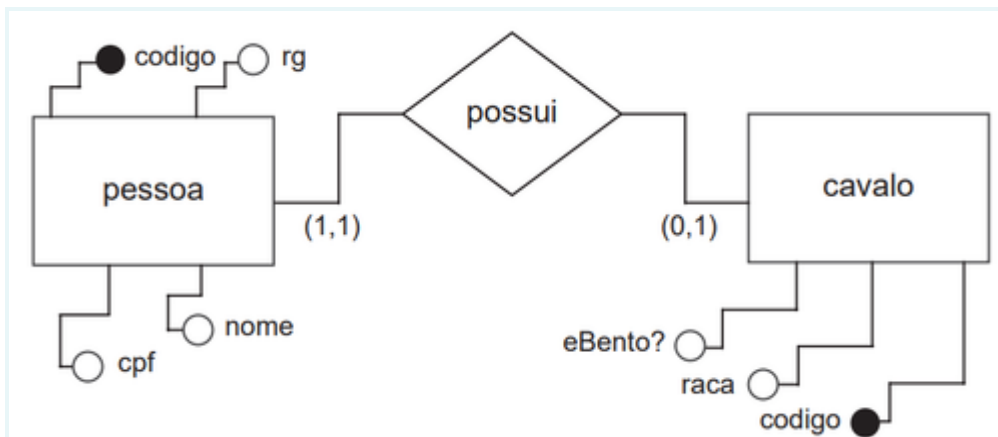 codigo
rg
possui
pessoa
cavalo
(1,1)
(0,1)
nome
cpf
eBento?
raca
codigo